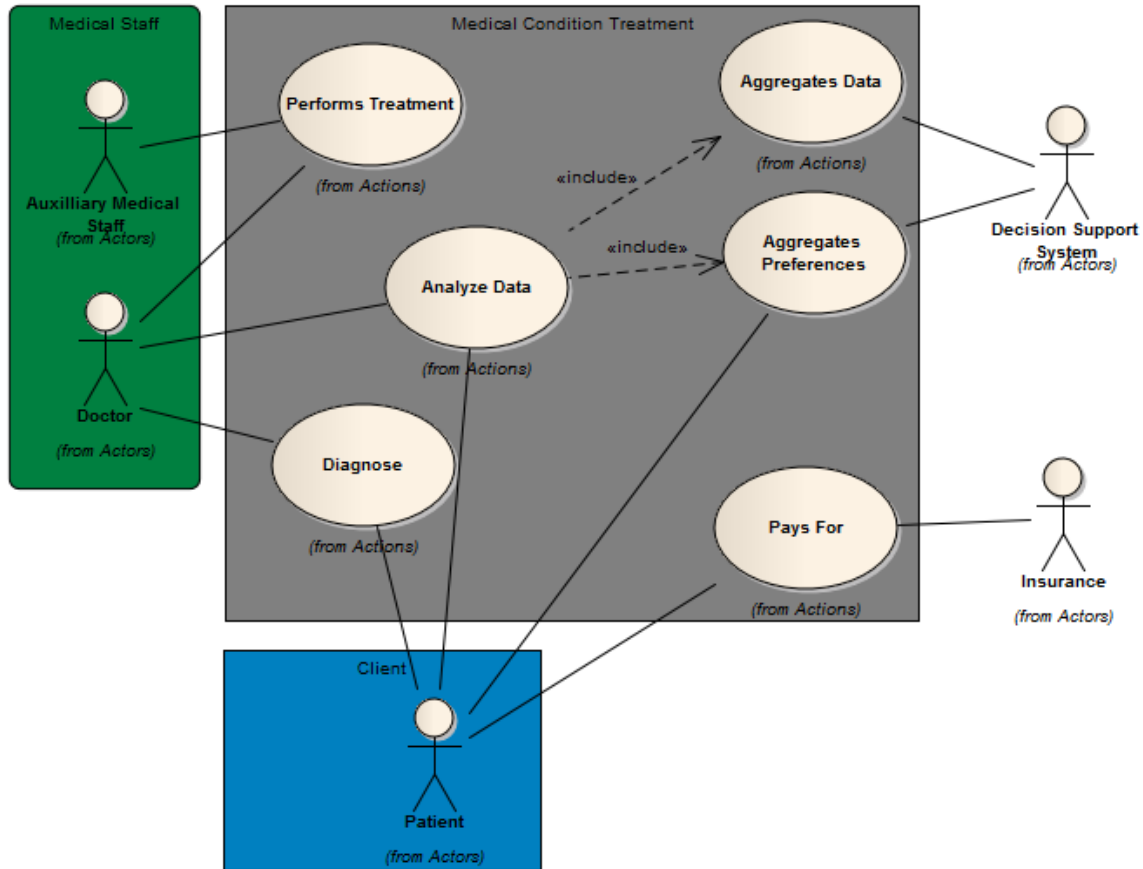 Medical Staff
Medical Condition Treatment
Performs Treatment
(from Actions)
Aggregates Data
(from Actions)
Auxilliary Medical
Staff
(from Actors)
«include»
«include»
Analyze Data
(from Actions)
Aggregates
Preferences
Decision Support
System
(from Actors)
Doctor
(from Actors)
Diagnose
(from Actions)
Pays For
(from Actions)
Insurance
(from Actors)
Client
Patient
(from Actors)